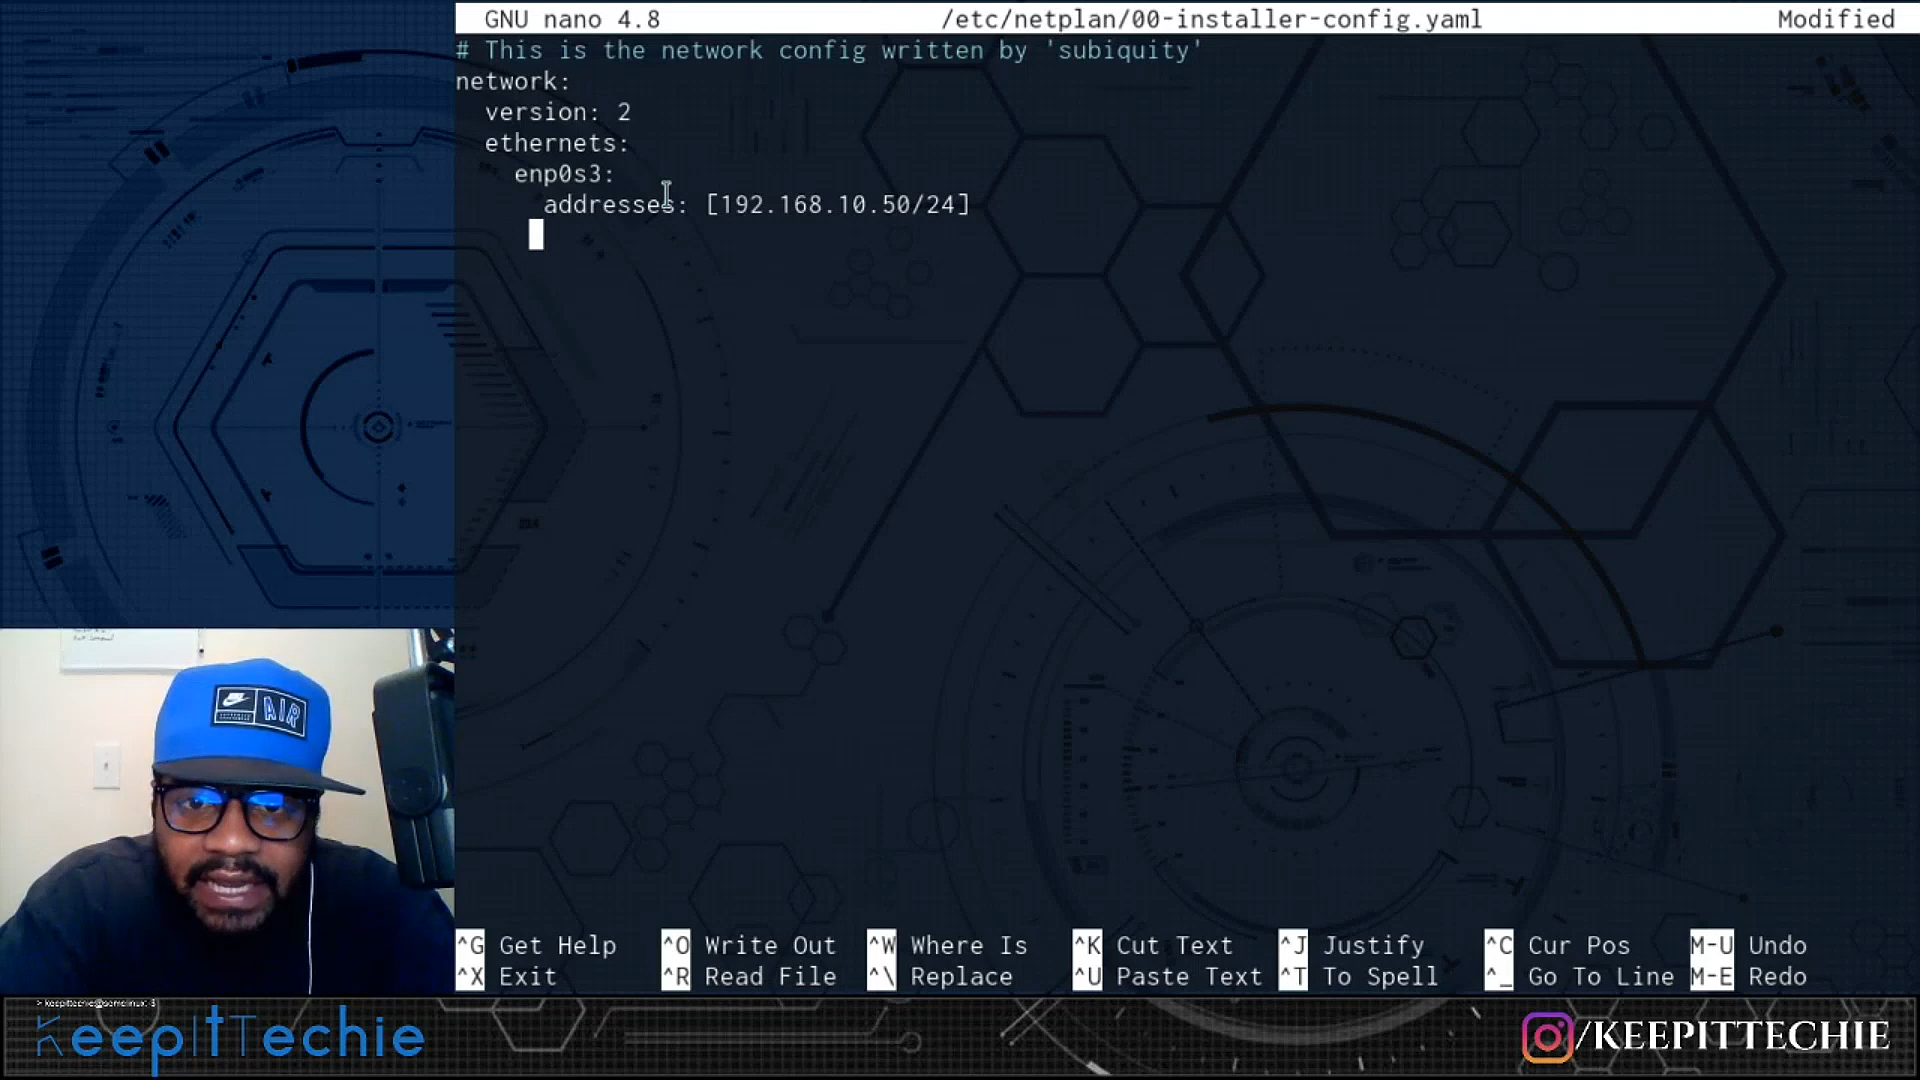 GNU nano 4.8 /etc/netplan/00-installer-config.yaml Modified
# This is the network config written by 'subiquity'
network:
version: 2
ethernets:
enp0s3:
addresses: [192.168.10.50/24]
AIR
^G Get Help ^O Write Out ^W Where Is ^K Cut Text ^J Justify ^C Cur Pos M-U Undo
^X Exit ^R Read File ^\ Replace ^U Paste Text ^T To Spell ^_ Go To Line M-E Redo
KeepItTechie
/KEEPITTECHIE